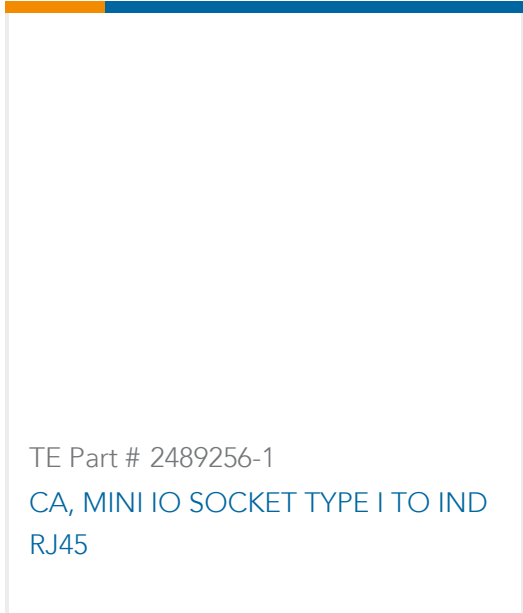 TE Part # 2489256-1
CA, MINI IO SOCKET TYPE I TO IND
RJ45